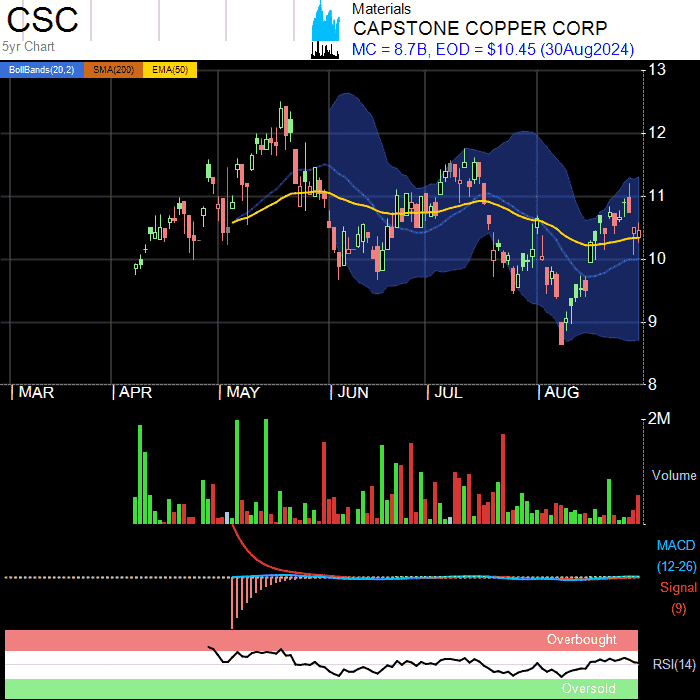 CSC
5yr Chart
Materials
CAPSTONE COPPER CORP
MC = 8.7B, EOD = $10.45 (30Aug2024)
BollBands(20,2) SMA(200) EMA(50)
13
12
11
10
9
8
MAR APR MAY JUN JUL AUG
2M
Volume
MACD
(12-26)
Signal
(9)
Overbought
RSI(14)
Oversold